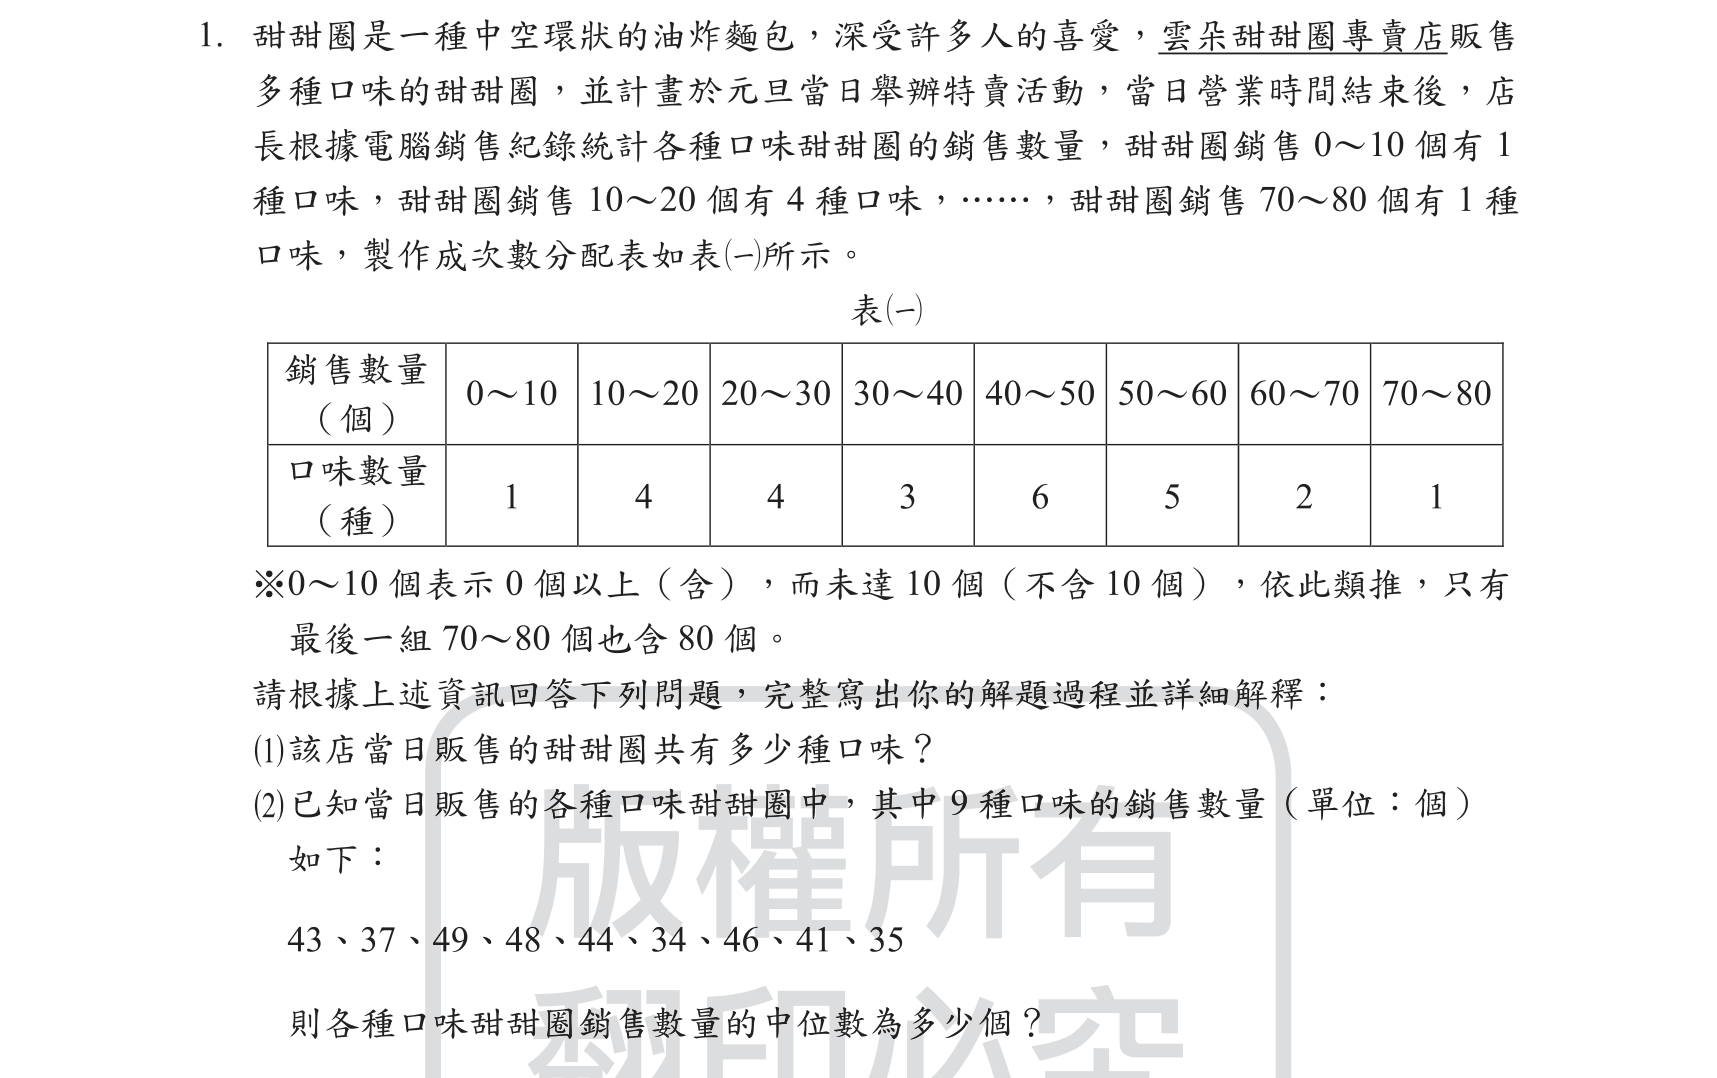 1. 甜甜圈是一種中空環狀的油炸麵包，深受許多人的喜愛，雲朵甜甜圈專賣店販售
多種口味的甜甜圈，並計畫於元旦當日舉辦特賣活動，當日營業時間結束後，店
長根據電腦銷售紀錄統計各種口味甜甜圈的銷售數量，甜甜圈銷售 0～10 個有 1
種口味，甜甜圈銷售 10～20 個有 4 種口味，……，甜甜圈銷售 70～80 個有 1 種
口味，製作成次數分配表如表㈠所示。
表㈠
銷售數量（個） 0～10 10～20 20～30 30～40 40～50 50～60 60～70 70～80
口味數量（種） 1 4 4 3 6 5 2 1
※0～10 個表示 0 個以上（含），而未達 10 個（不含 10 個），依此類推，只有
最後一組 70～80 個也含 80 個。
請根據上述資訊回答下列問題，完整寫出你的解題過程並詳細解釋：
⑴該店當日販售的甜甜圈共有多少種口味？
⑵已知當日販售的各種口味甜甜圈中，其中 9 種口味的銷售數量（單位：個）
如下：
43、37、49、48、44、34、46、41、35
則各種口味甜甜圈銷售數量的中位數為多少個？
版權所有
翻印必究